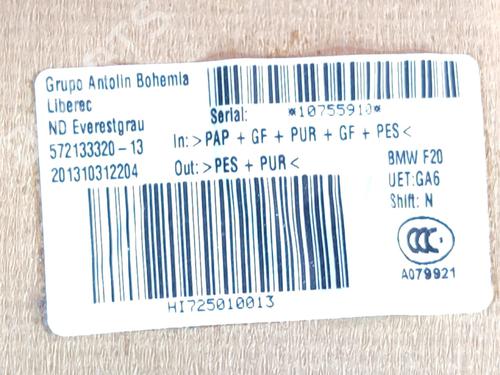 Grupo Antolin Bohemia
Liberec
ND Everestgrau
572133320-13
201310312204
Serial: *10755910*
In:>PAP + GF + PUR + GF + PES<
Out:>PES + PUR<
BMW F20
UET:GA6
Shift: N
CCC
A079921
HI725010013